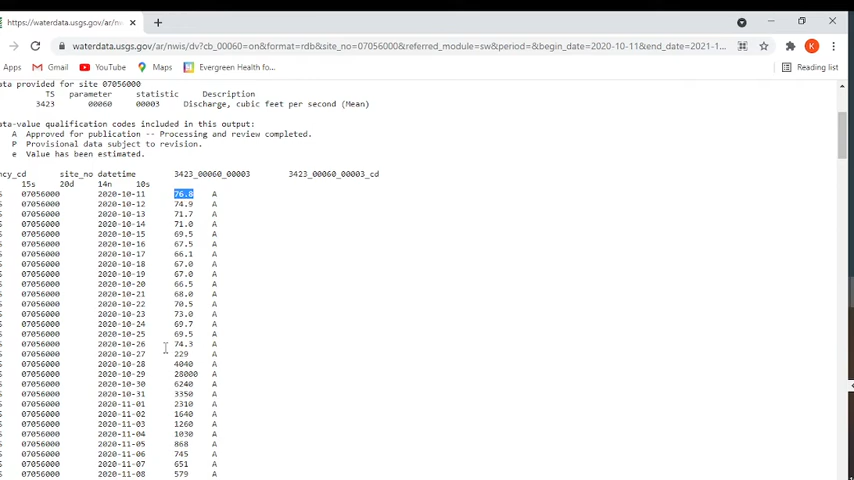 https://waterdata.usgs.gov/ar/nw
waterdata.usgs.gov/ar/nwis/dv?cb_00060=on&format=rdb&site_no=07056000&referred_module=sw&period=&begin_date=2020-10-11&end_date=2021-1...
K
Apps Gmail YouTube Maps Evergreen Health fo... Reading list
ata provided for site 07056000
TS parameter statistic Description
3423 00060 00003 Discharge, cubic feet per second (Mean)
ata-value qualification codes included in this output:
A Approved for publication -- Processing and review completed.
P Provisional data subject to revision.
e Value has been estimated.
ncy_cd site_no datetime 3423_00060_00003 3423_00060_00003_cd
15s 20d 14n 10s
S 07056000 2020-10-11 76.8 A
S 07056000 2020-10-12 74.9 A
S 07056000 2020-10-13 71.7 A
S 07056000 2020-10-14 71.0 A
S 07056000 2020-10-15 69.5 A
S 07056000 2020-10-16 67.5 A
S 07056000 2020-10-17 66.1 A
S 07056000 2020-10-18 67.0 A
S 07056000 2020-10-19 67.0 A
S 07056000 2020-10-20 66.5 A
S 07056000 2020-10-21 68.0 A
S 07056000 2020-10-22 70.5 A
S 07056000 2020-10-23 73.0 A
S 07056000 2020-10-24 69.7 A
S 07056000 2020-10-25 69.5 A
S 07056000 2020-10-26 74.3 A
S 07056000 2020-10-27 229 A
S 07056000 2020-10-28 4040 A
S 07056000 2020-10-29 28000 A
S 07056000 2020-10-30 6240 A
S 07056000 2020-10-31 3350 A
S 07056000 2020-11-01 2310 A
S 07056000 2020-11-02 1640 A
S 07056000 2020-11-03 1260 A
S 07056000 2020-11-04 1030 A
S 07056000 2020-11-05 868 A
S 07056000 2020-11-06 745 A
S 07056000 2020-11-07 651 A
S 07056000 2020-11-08 579 A